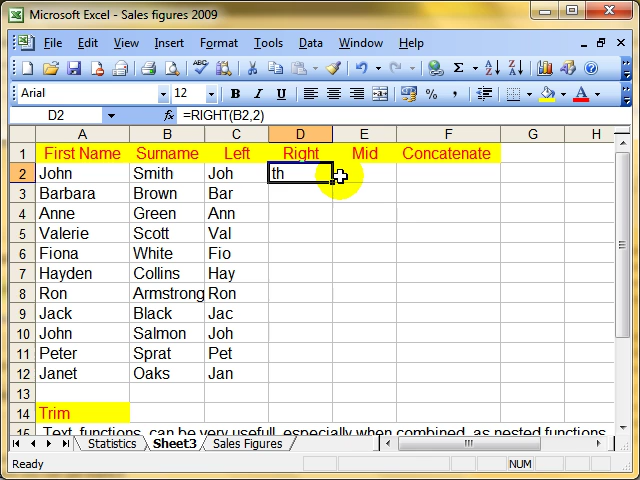 Microsoft Excel - Sales figures 2009
File Edit View Insert Format Tools Data Window Help
Arial 12 B I U % ,
D2 =RIGHT(B2,2)
A B C D E F G H
1 First Name Surname Left Right Mid Concatenate
2 John Smith Joh th
3 Barbara Brown Bar
4 Anne Green Ann
5 Valerie Scott Val
6 Fiona White Fio
7 Hayden Collins Hay
8 Ron Armstrong Ron
9 Jack Black Jac
10 John Salmon Joh
11 Peter Sprat Pet
12 Janet Oaks Jan
13
14 Trim
15 Text functions can be very usefull, especially when combined as nested functions
Statistics Sheet3 Sales Figures
Ready NUM